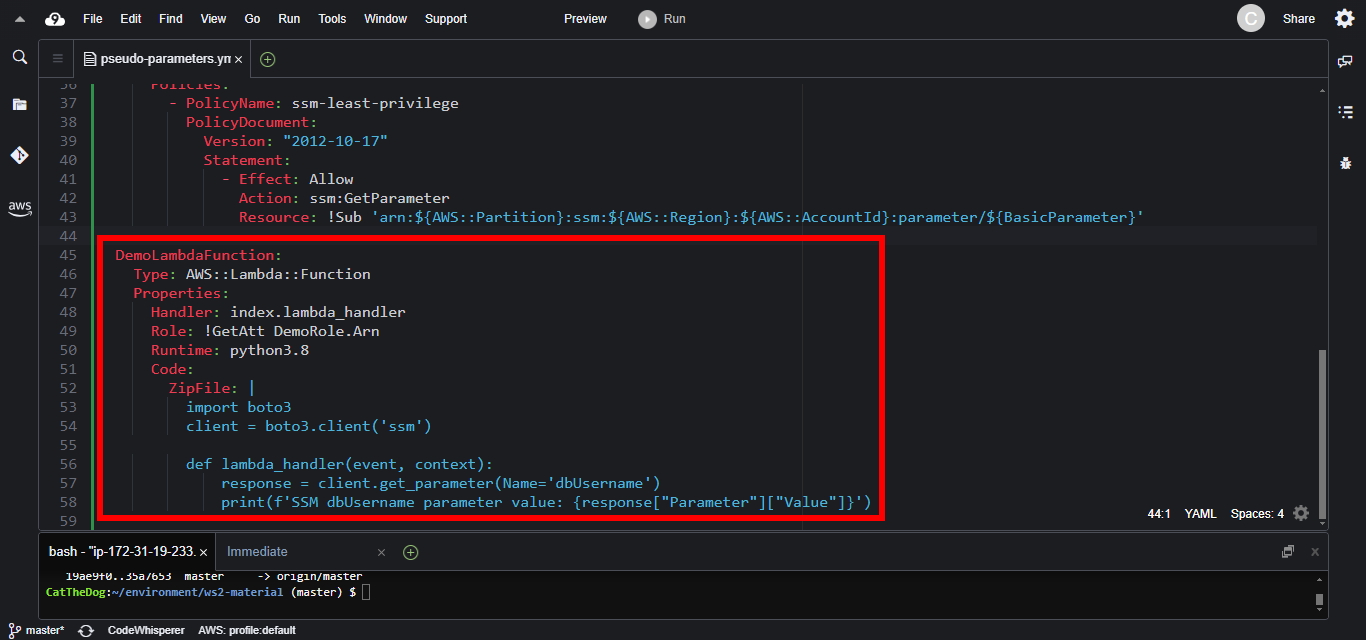 9 File Edit Find View Go Run Tools Window Support Preview Run C Share
pseudo-parameters.ym ×
36 Policies:
37 - PolicyName: ssm-least-privilege
38 PolicyDocument:
39 Version: "2012-10-17"
40 Statement:
41 - Effect: Allow
42 Action: ssm:GetParameter
43 Resource: !Sub 'arn:${AWS::Partition}:ssm:${AWS::Region}:${AWS::AccountId}:parameter/${BasicParameter}'
44
45 DemoLambdaFunction:
46 Type: AWS::Lambda::Function
47 Properties:
48 Handler: index.lambda_handler
49 Role: !GetAtt DemoRole.Arn
50 Runtime: python3.8
51 Code:
52 ZipFile: |
53 import boto3
54 client = boto3.client('ssm')
55
56 def lambda_handler(event, context):
57 response = client.get_parameter(Name='dbUsername')
58 print(f'SSM dbUsername parameter value: {response["Parameter"]["Value"]}')
59
aws
44:1 YAML Spaces: 4
bash - "ip-172-31-19-233. × Immediate ×
19ae9f0..35a7653 master -> origin/master
CatTheDog:~/environment/ws2-material (master) $
master* CodeWhisperer AWS: profile:default